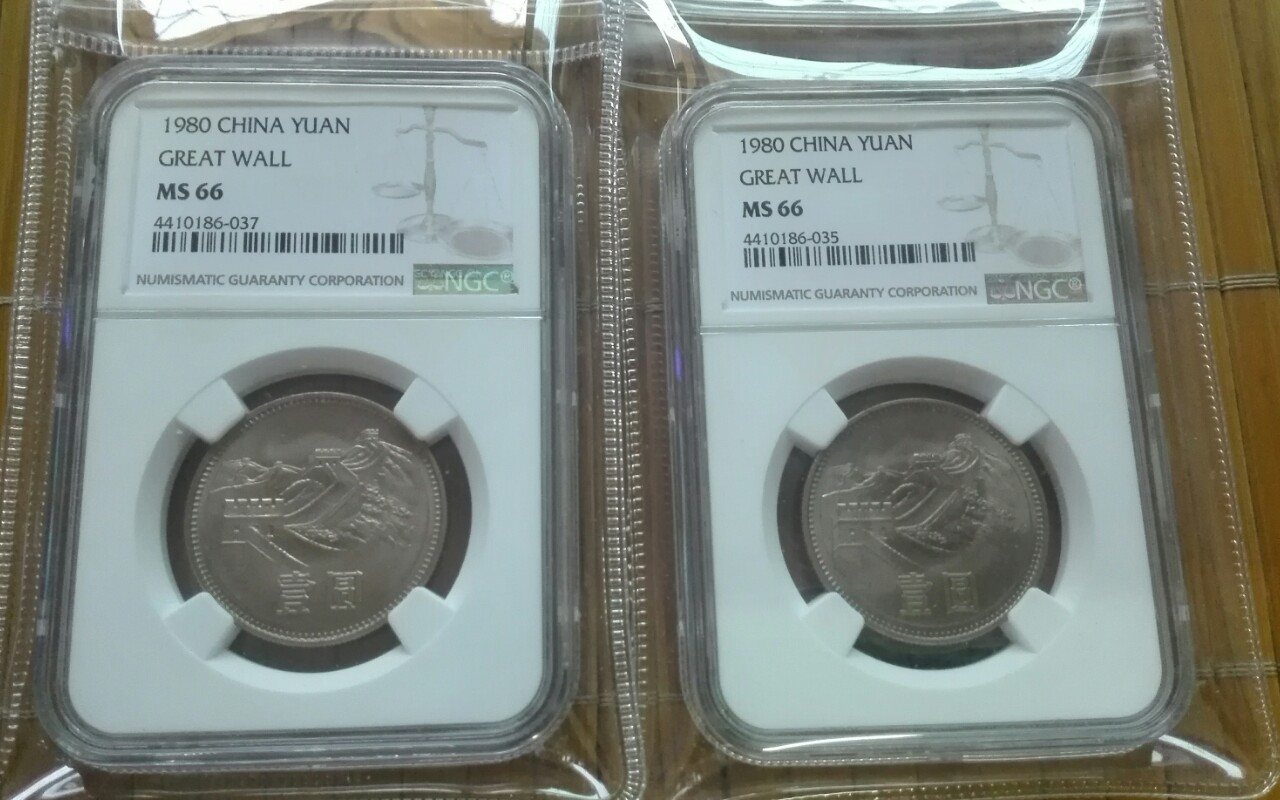 1980 CHINA YUAN
GREAT WALL
MS 66
4410186-037
NUMISMATIC GUARANTY CORPORATION
NGC®
壹圆
1980 CHINA YUAN
GREAT WALL
MS 66
4410186-035
NUMISMATIC GUARANTY CORPORATION
NGC®
壹圆